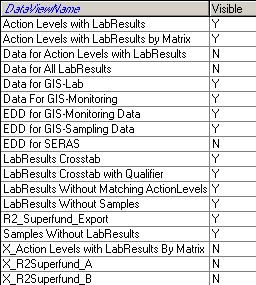 DataViewName Visible
Action Levels with LabResults Y
Action Levels with LabResults by Matrix Y
Data for Action Levels with LabResults N
Data for All LabResults N
Data for GIS-Lab Y
Data For GIS-Monitoring Y
EDD for GIS-Monitoring Data Y
EDD for GIS-Sampling Data Y
EDD for SERAS N
LabResults Crosstab Y
LabResults Crosstab with Qualifier Y
LabResults Without Matching ActionLevels Y
LabResults Without Samples Y
R2_Superfund_Export Y
Samples Without LabResults Y
X_Action Levels with LabResults By Matrix N
X_R2Superfund_A N
X_R2Superfund_B N